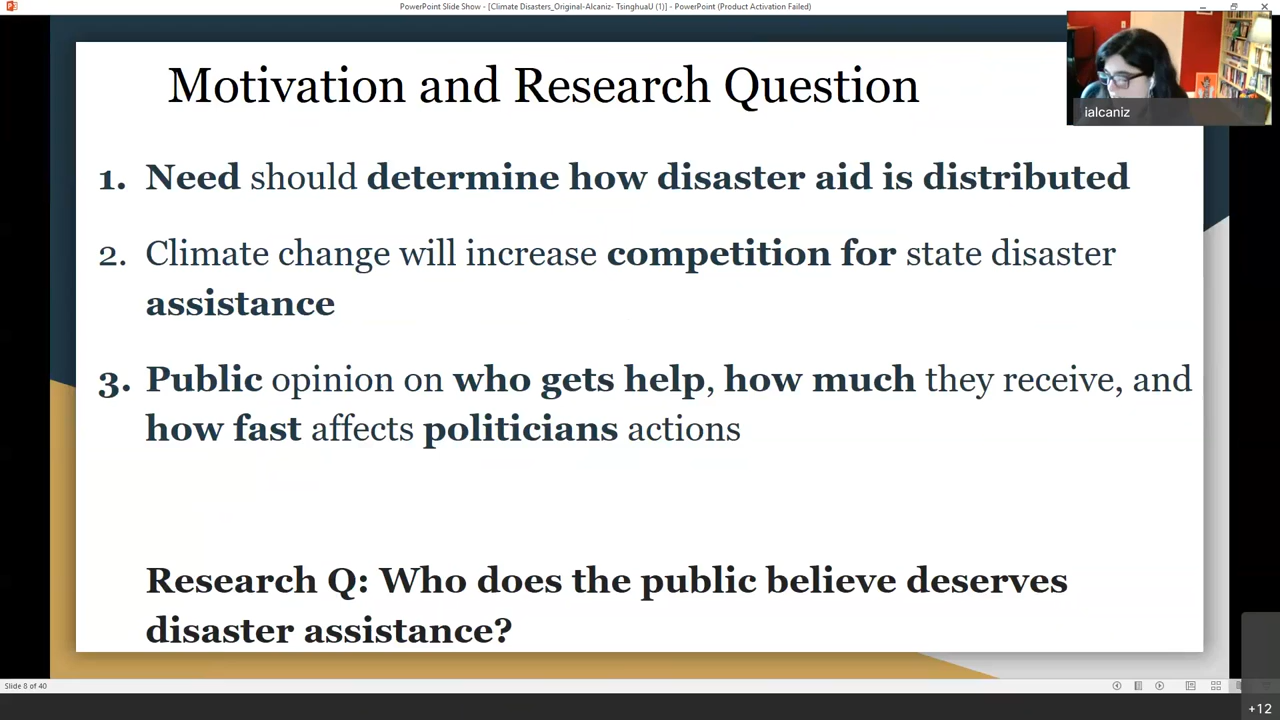 PowerPoint Slide Show - [Climate Disasters_Original-Alcaniz- TsinghuaU (1)] - PowerPoint (Product Activation Failed)
Motivation and Research Question
ialcaniz
1. Need should determine how disaster aid is distributed
2. Climate change will increase competition for state disaster
assistance
3. Public opinion on who gets help, how much they receive, and
how fast affects politicians actions
Research Q: Who does the public believe deserves
disaster assistance?
Slide 8 of 40
+12